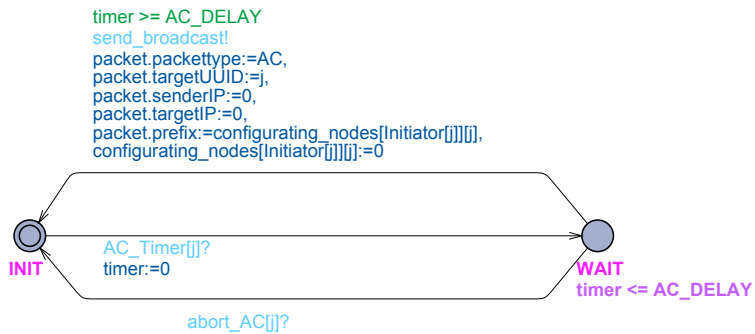 timer >= AC_DELAY
send_broadcast!
packet.packettype:=AC,
packet.targetUUID:=j,
packet.senderIP:=0,
packet.targetIP:=0,
packet.prefix:=configurating_nodes[Initiator[j]][j],
configurating_nodes[Initiator[j]][j]:=0
INIT
AC_Timer[j]?
timer:=0
WAIT
timer <= AC_DELAY
abort_AC[j]?